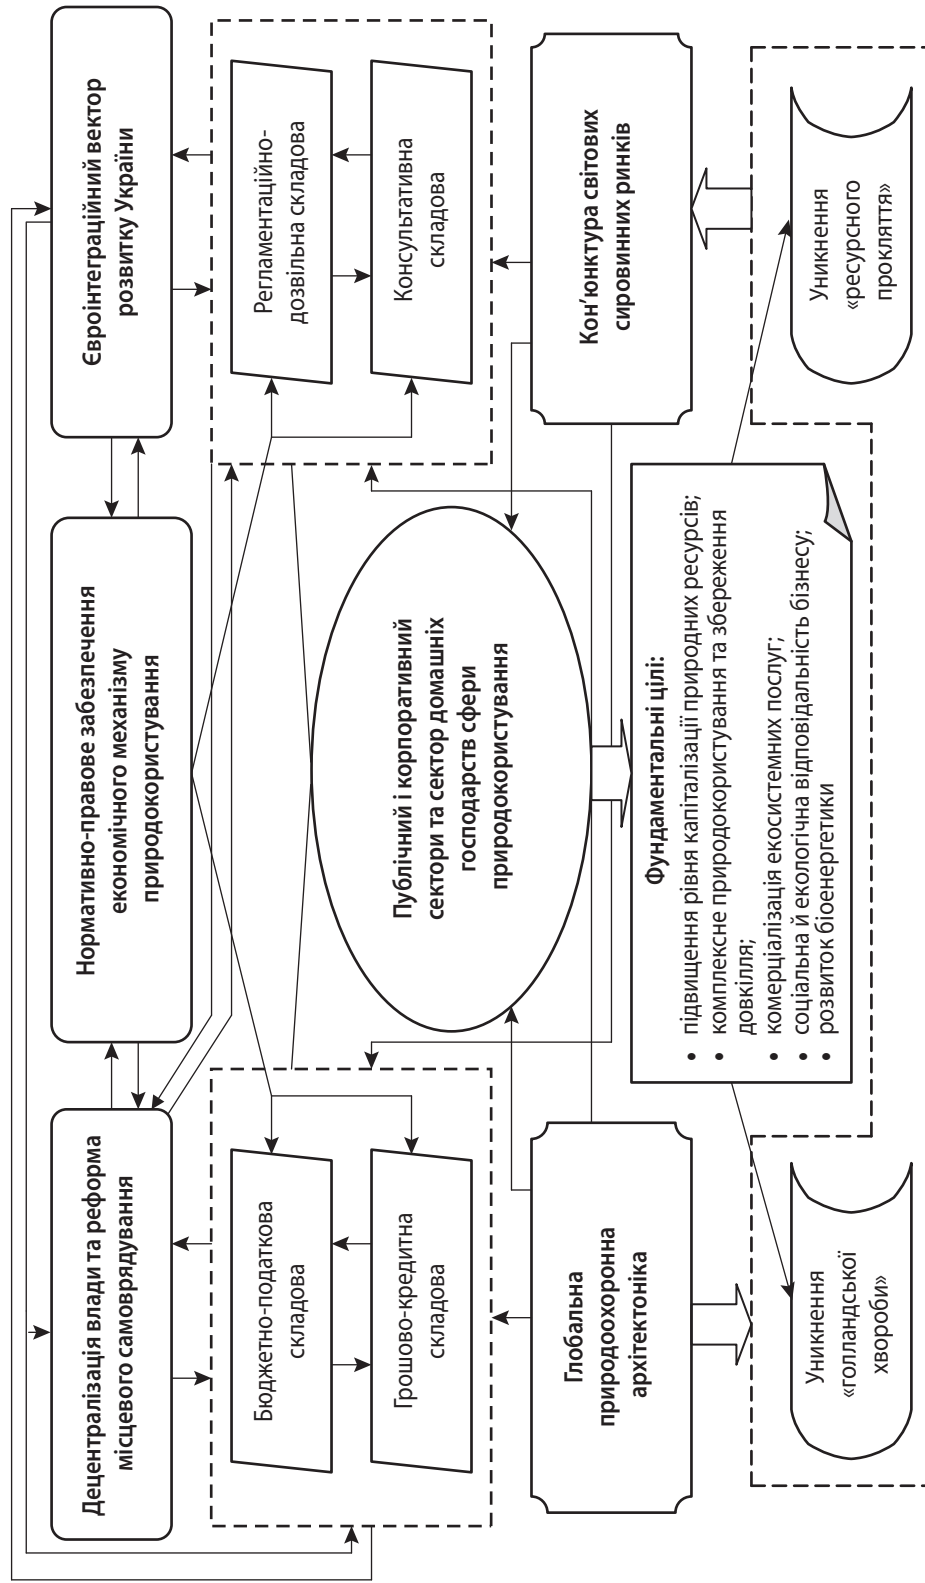 Децентралізація влади та реформа
місцевого самоврядування
Нормативно-правове забезпечення
економічного механізму
природокористування
Євроінтеграційний вектор
розвитку України
Бюджетно-податкова
складова
Грошово-кредитна
складова
Регламентаційно-
дозвільна складова
Консультативна
складова
Публічний і корпоративний
сектори та сектор домашніх
господарств сфери
природокористування
Глобальна
природоохоронна
архітектоніка
Кон'юнктура світових
сировинних ринків
Фундаментальні цілі:
• підвищення рівня капіталізації природних ресурсів;
• комплексне природокористування та збереження
довкілля;
• комерціалізація екосистемних послуг;
• соціальна й екологічна відповідальність бізнесу;
• розвиток біоенергетики
Уникнення
«голландської
хвороби»
Уникнення
«ресурсного
прокляття»